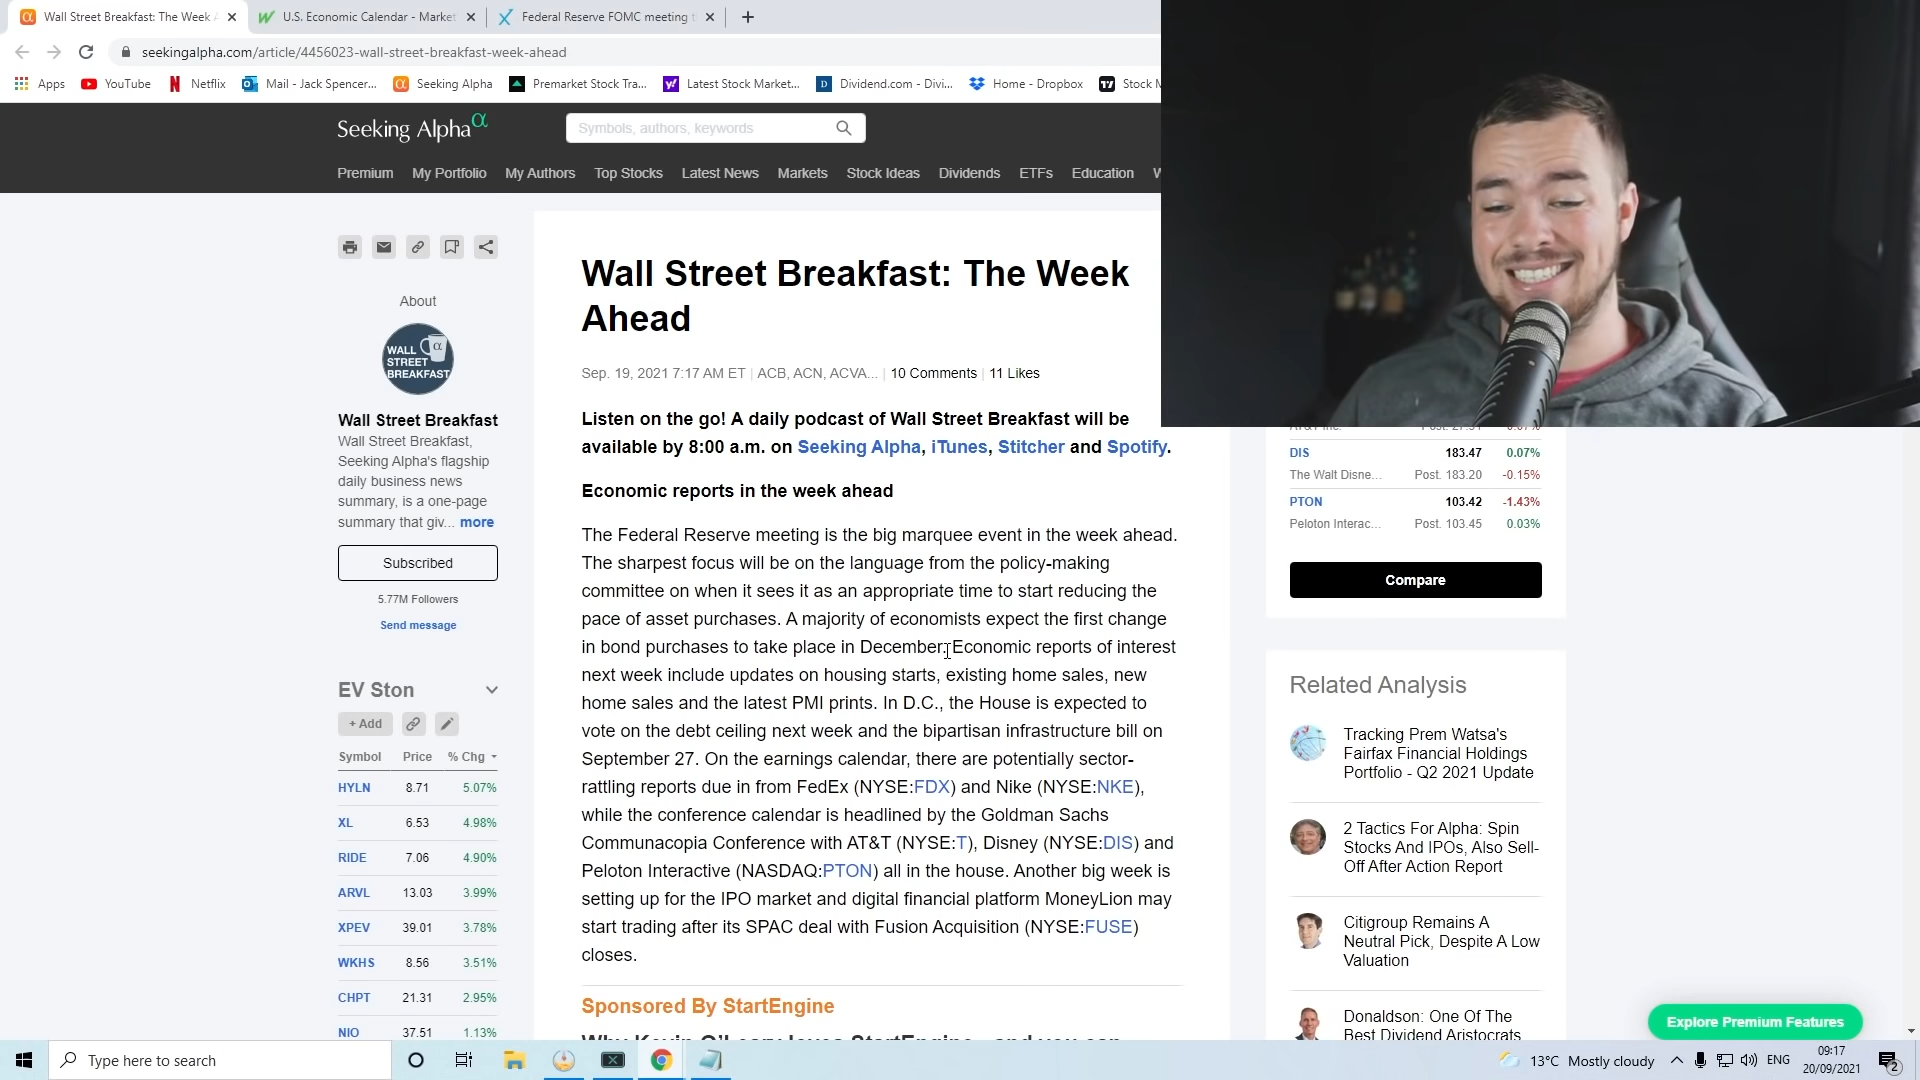 Wall Street Breakfast: The Week A
U.S. Economic Calendar - Market
Federal Reserve FOMC meeting t
seekingalpha.com/article/4456023-wall-street-breakfast-week-ahead
Apps YouTube Netflix Mail - Jack Spencer... Seeking Alpha Premarket Stock Tra... Latest Stock Market... Dividend.com - Divi... Home - Dropbox Stock M
Seeking Alpha α
Symbols, authors, keywords
Premium My Portfolio My Authors Top Stocks Latest News Markets Stock Ideas Dividends ETFs Education W
About
WALL
STREET
BREAKFAST
Wall Street Breakfast
Wall Street Breakfast,
Seeking Alpha's flagship
daily business news
summary, is a one-page
summary that giv... more
Subscribed
5.77M Followers
Send message
EV Ston
+ Add
Symbol Price % Chg
HYLN 8.71 5.07%
XL 6.53 4.98%
RIDE 7.06 4.90%
ARVL 13.03 3.99%
XPEV 39.01 3.78%
WKHS 8.56 3.51%
CHPT 21.31 2.95%
NIO 37.51 1.13%
Wall Street Breakfast: The Week
Ahead
Sep. 19, 2021 7:17 AM ET | ACB, ACN, ACVA... | 10 Comments | 11 Likes
Listen on the go! A daily podcast of Wall Street Breakfast will be
available by 8:00 a.m. on Seeking Alpha, iTunes, Stitcher and Spotify.
Economic reports in the week ahead
The Federal Reserve meeting is the big marquee event in the week ahead.
The sharpest focus will be on the language from the policy-making
committee on when it sees it as an appropriate time to start reducing the
pace of asset purchases. A majority of economists expect the first change
in bond purchases to take place in December. Economic reports of interest
next week include updates on housing starts, existing home sales, new
home sales and the latest PMI prints. In D.C., the House is expected to
vote on the debt ceiling next week and the bipartisan infrastructure bill on
September 27. On the earnings calendar, there are potentially sector-
rattling reports due in from FedEx (NYSE:FDX) and Nike (NYSE:NKE),
while the conference calendar is headlined by the Goldman Sachs
Communacopia Conference with AT&T (NYSE:T), Disney (NYSE:DIS) and
Peloton Interactive (NASDAQ:PTON) all in the house. Another big week is
setting up for the IPO market and digital financial platform MoneyLion may
start trading after its SPAC deal with Fusion Acquisition (NYSE:FUSE)
closes.
Sponsored By StartEngine
DIS 183.47 0.07%
The Walt Disne... Post. 183.20 -0.15%
PTON 103.42 -1.43%
Peloton Interac... Post. 103.45 0.03%
Compare
Related Analysis
Tracking Prem Watsa's
Fairfax Financial Holdings
Portfolio - Q2 2021 Update
2 Tactics For Alpha: Spin
Stocks And IPOs, Also Sell-
Off After Action Report
Citigroup Remains A
Neutral Pick, Despite A Low
Valuation
Donaldson: One Of The
Best Dividend Aristocrats
Explore Premium Features
Type here to search
13°C Mostly cloudy
ENG
09:17
20/09/2021
2